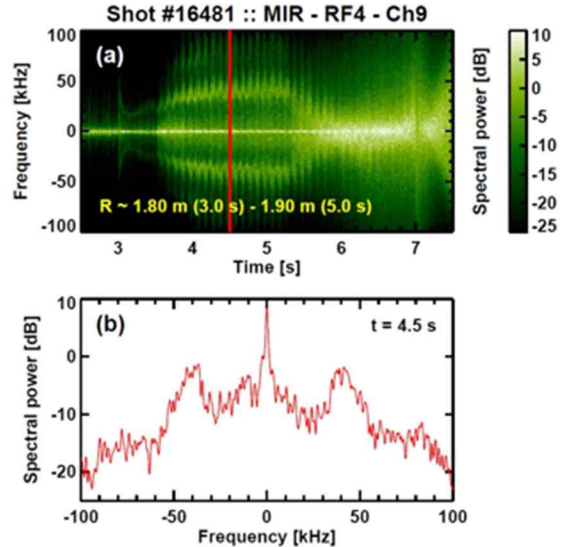 Shot #16481 :: MIR - RF4 - Ch9
(a)
Frequency [kHz]
100
50
0
-50
-100
R ~ 1.80 m (3.0 s) - 1.90 m (5.0 s)
3 4 5 6 7
Time [s]
Spectral power [dB]
10
5
0
-5
-10
-15
-20
-25
(b)
t = 4.5 s
Spectral power [dB]
10
0
-10
-20
-100 -50 0 50 100
Frequency [kHz]